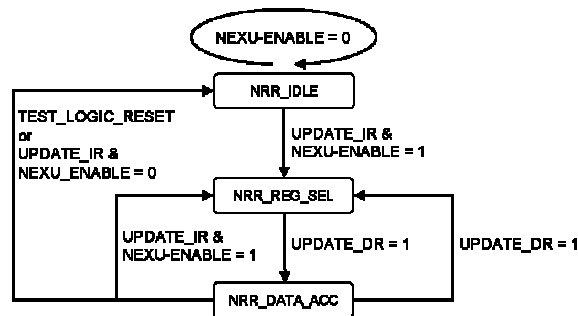 NEXU-ENABLE = 0
NRR_IDLE
TEST_LOGIC_RESET
or
UPDATE_IR &
NEXU_ENABLE = 0
UPDATE_IR &
NEXU-ENABLE = 1
NRR_REG_SEL
UPDATE_IR &
NEXU-ENABLE = 1
UPDATE_DR = 1
UPDATE_DR = 1
NRR_DATA_ACC